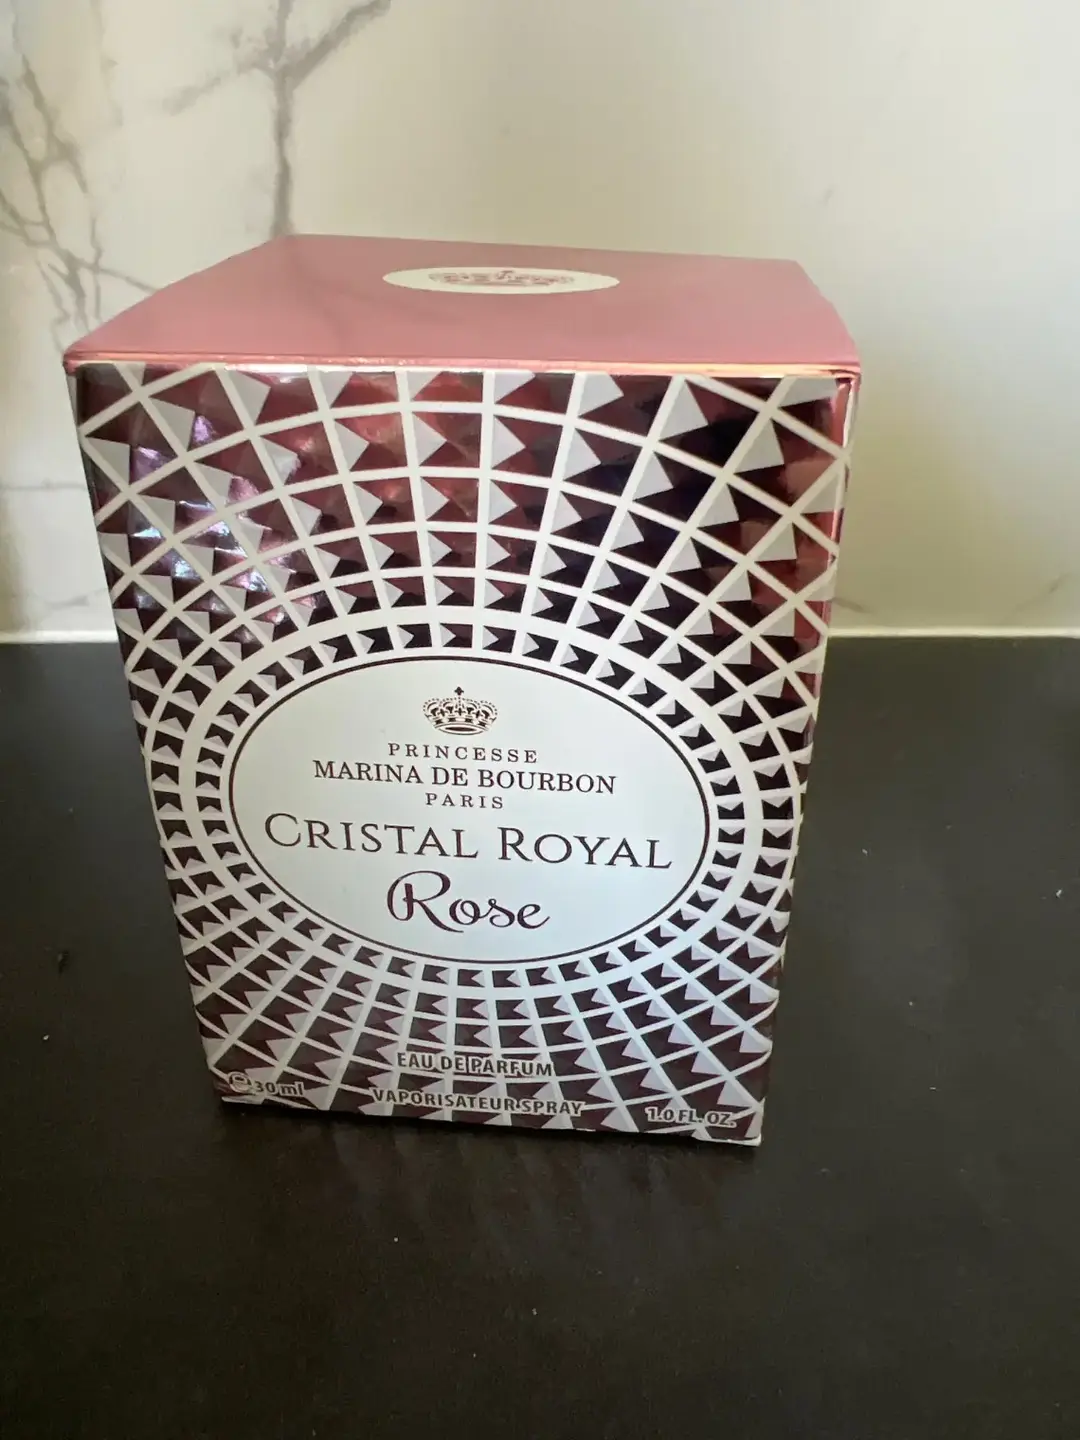 PRINCESSE
MARINA DE BOURBON
PARIS
CRISTAL ROYAL
Rose
EAU DE PARFUM
30 ml
VAPORISATEUR SPRAY
1.0 FL. OZ.